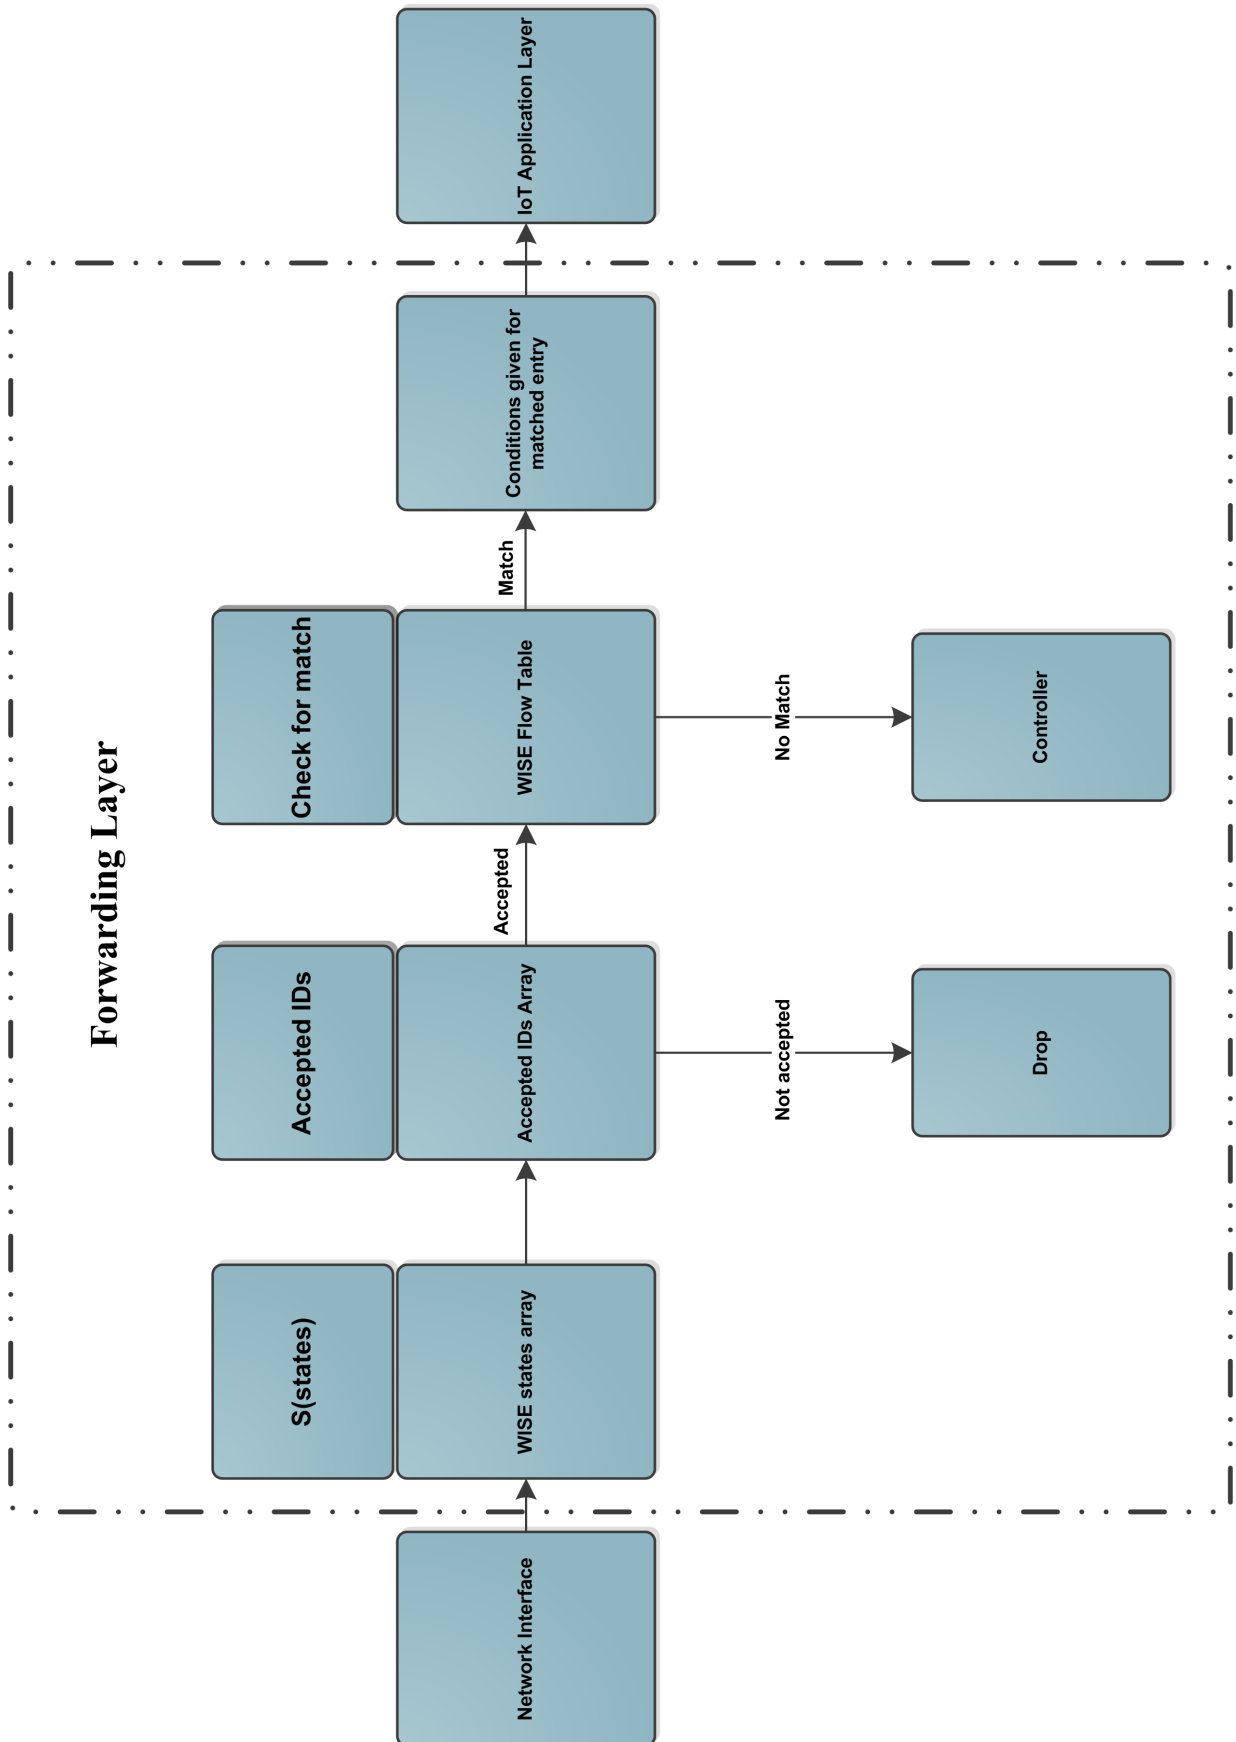 Forwarding Layer
S(states)
Accepted IDs
Check for match
Network Interface
WISE states array
Accepted IDs Array
Accepted
WISE Flow Table
Match
Conditions given for
matched entry
IoT Application Layer
Not accepted
No Match
Drop
Controller